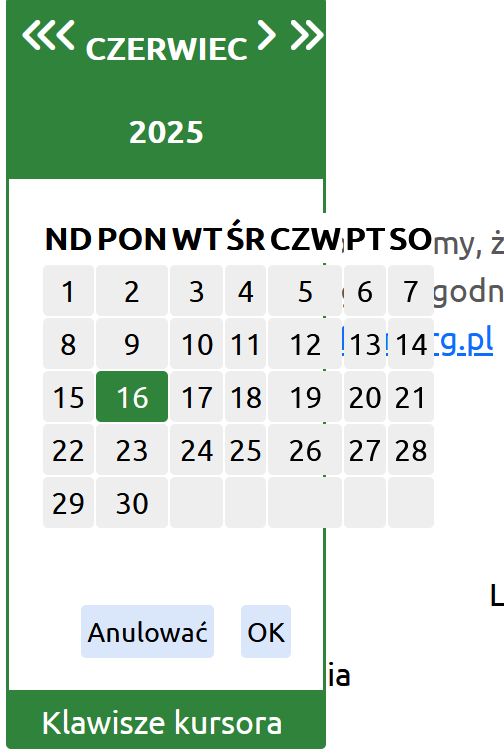 CZERWIEC
2025
ND PON WT ŚR CZW PT SO
my, ż
1 2 3 4 5 6 7
godn
8 9 10 11 12 13 14
rg.pl
15 16 17 18 19 20 21
22 23 24 25 26 27 28
29 30
L
Anulować OK
ia
Klawisze kursora